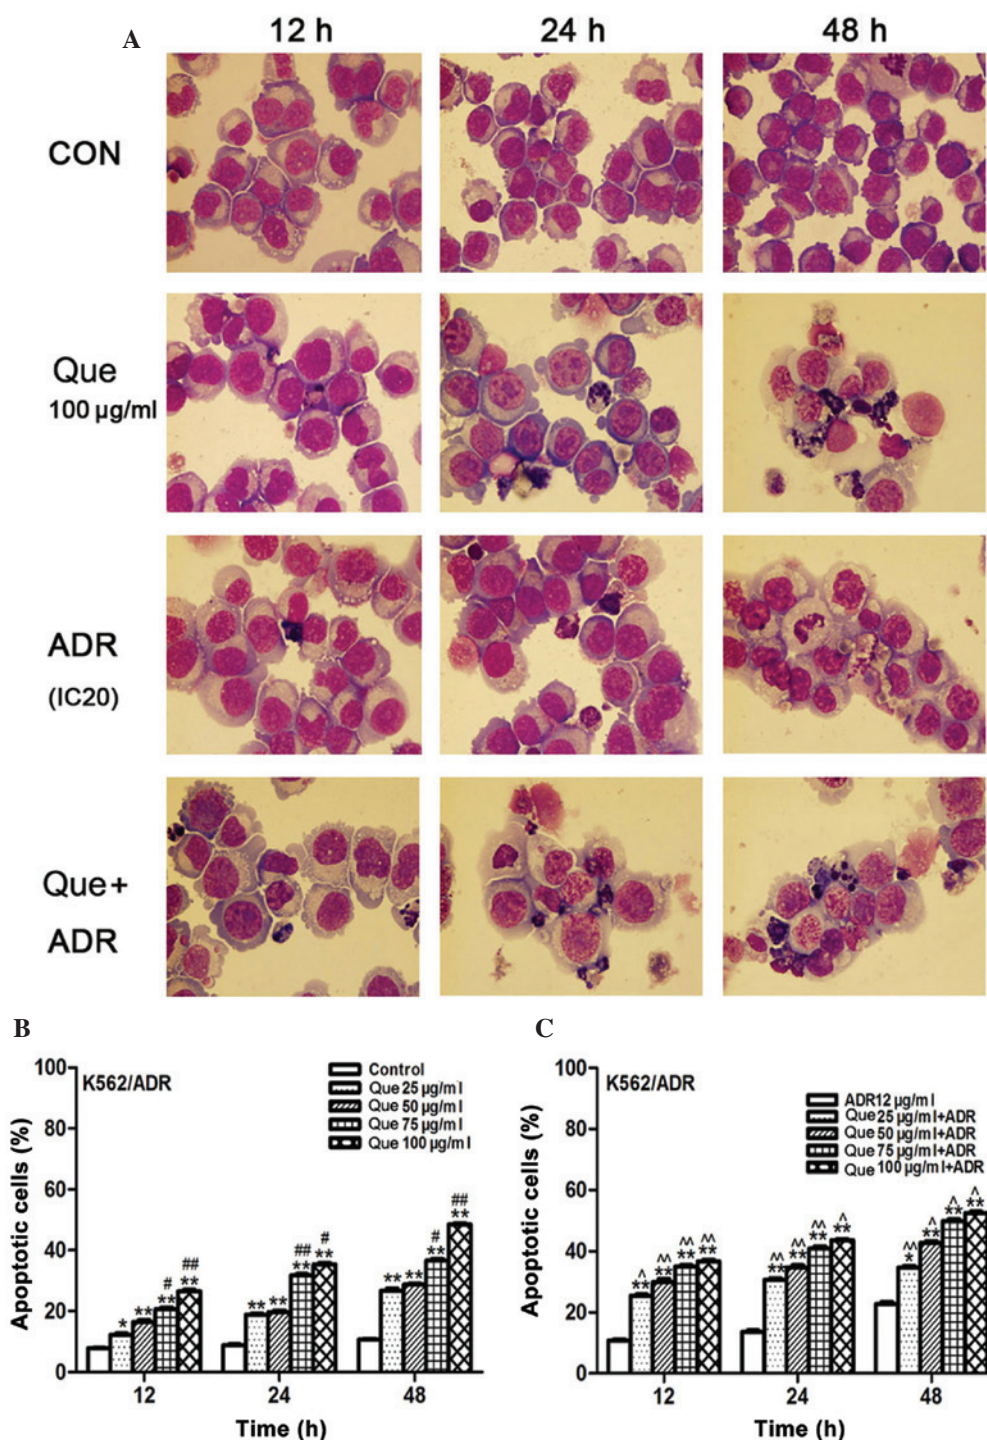 A
12 h
24 h
48 h
CON
Que
100 µg/ml
ADR
(IC20)
Que+
ADR
B
K562/ADR
Control
Que 25 µg/ml
Que 50 µg/ml
Que 75 µg/ml
Que 100 µg/ml
Apoptotic cells (%)
100
80
60
40
20
0
* ** # ** ## **
** ** ## ** # **
** ** # ** ## **
12
24
48
Time (h)
C
K562/ADR
ADR12 µg/ml
Que 25 µg/ml+ADR
Que 50 µg/ml+ADR
Que 75 µg/ml+ADR
Que 100 µg/ml+ADR
Apoptotic cells (%)
100
80
60
40
20
0
^ ** ^^ ** ^^ ** ^^ **
^^ ** ^^ ** ^^ ** ^ **
^^ * ^ ** ^ ** ^ **
12
24
48
Time (h)